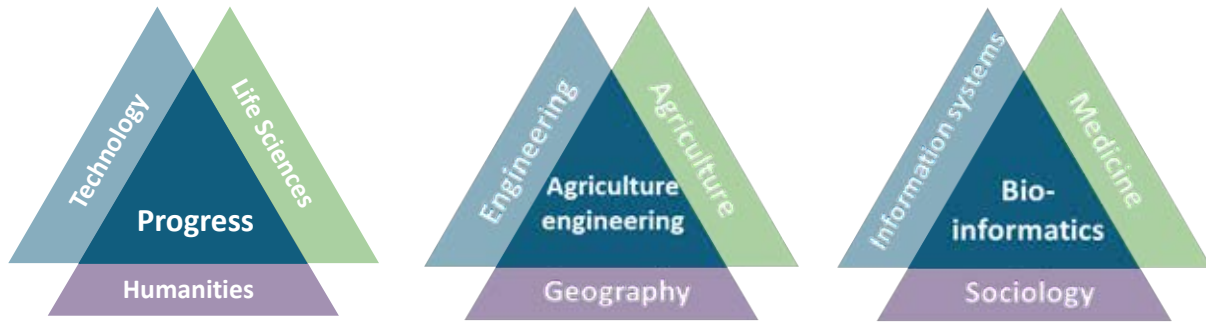 Technology
Life Sciences
Progress
Humanities
Engineering
Agriculture
Agriculture
engineering
Geography
Information systems
Medicine
Bio-
informatics
Sociology